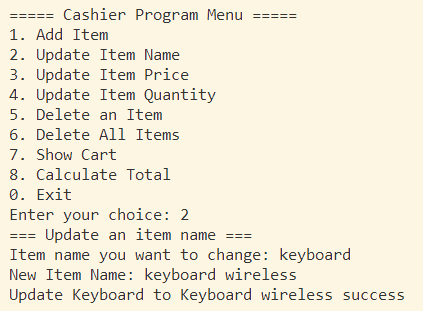 ===== Cashier Program Menu =====
1. Add Item
2. Update Item Name
3. Update Item Price
4. Update Item Quantity
5. Delete an Item
6. Delete All Items
7. Show Cart
8. Calculate Total
0. Exit
Enter your choice: 2
=== Update an item name ===
Item name you want to change: keyboard
New Item Name: keyboard wireless
Update Keyboard to Keyboard wireless success